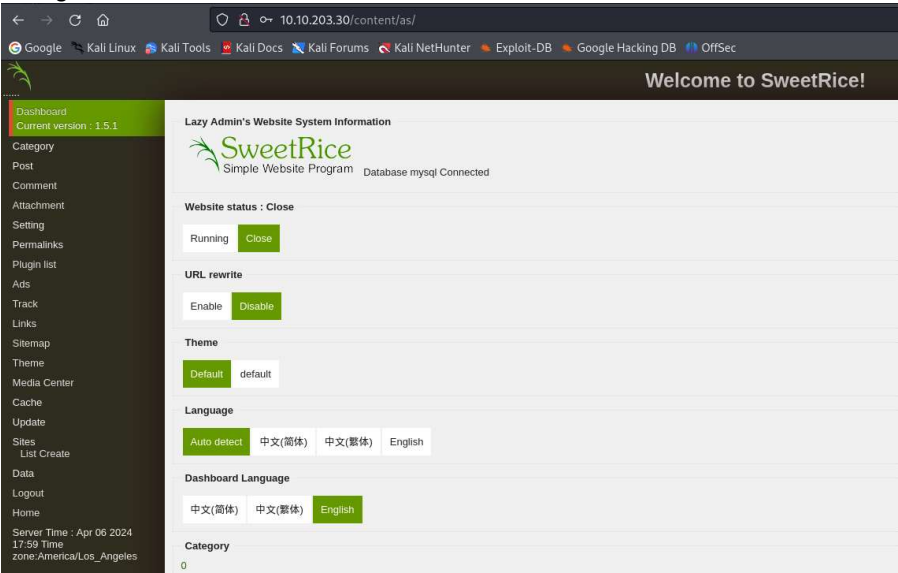 10.10.203.30/content/as/
Google Kali Linux Kali Tools Kali Docs Kali Forums Kali NetHunter Exploit-DB Google Hacking DB OffSec
Welcome to SweetRice!
......
Dashboard
Current version : 1.5.1
Category
Post
Comment
Attachment
Setting
Permalinks
Plugin list
Ads
Track
Links
Sitemap
Theme
Media Center
Cache
Update
Sites
List Create
Data
Logout
Home
Server Time : Apr 06 2024
17:59 Time
zone:America/Los_Angeles
Lazy Admin's Website System Information
SweetRice
Simple Website Program Database mysql Connected
Website status : Close
Running Close
URL rewrite
Enable Disable
Theme
Default default
Language
Auto detect 中文(简体) 中文(繁体) English
Dashboard Language
中文(简体) 中文(繁体) English
Category
0